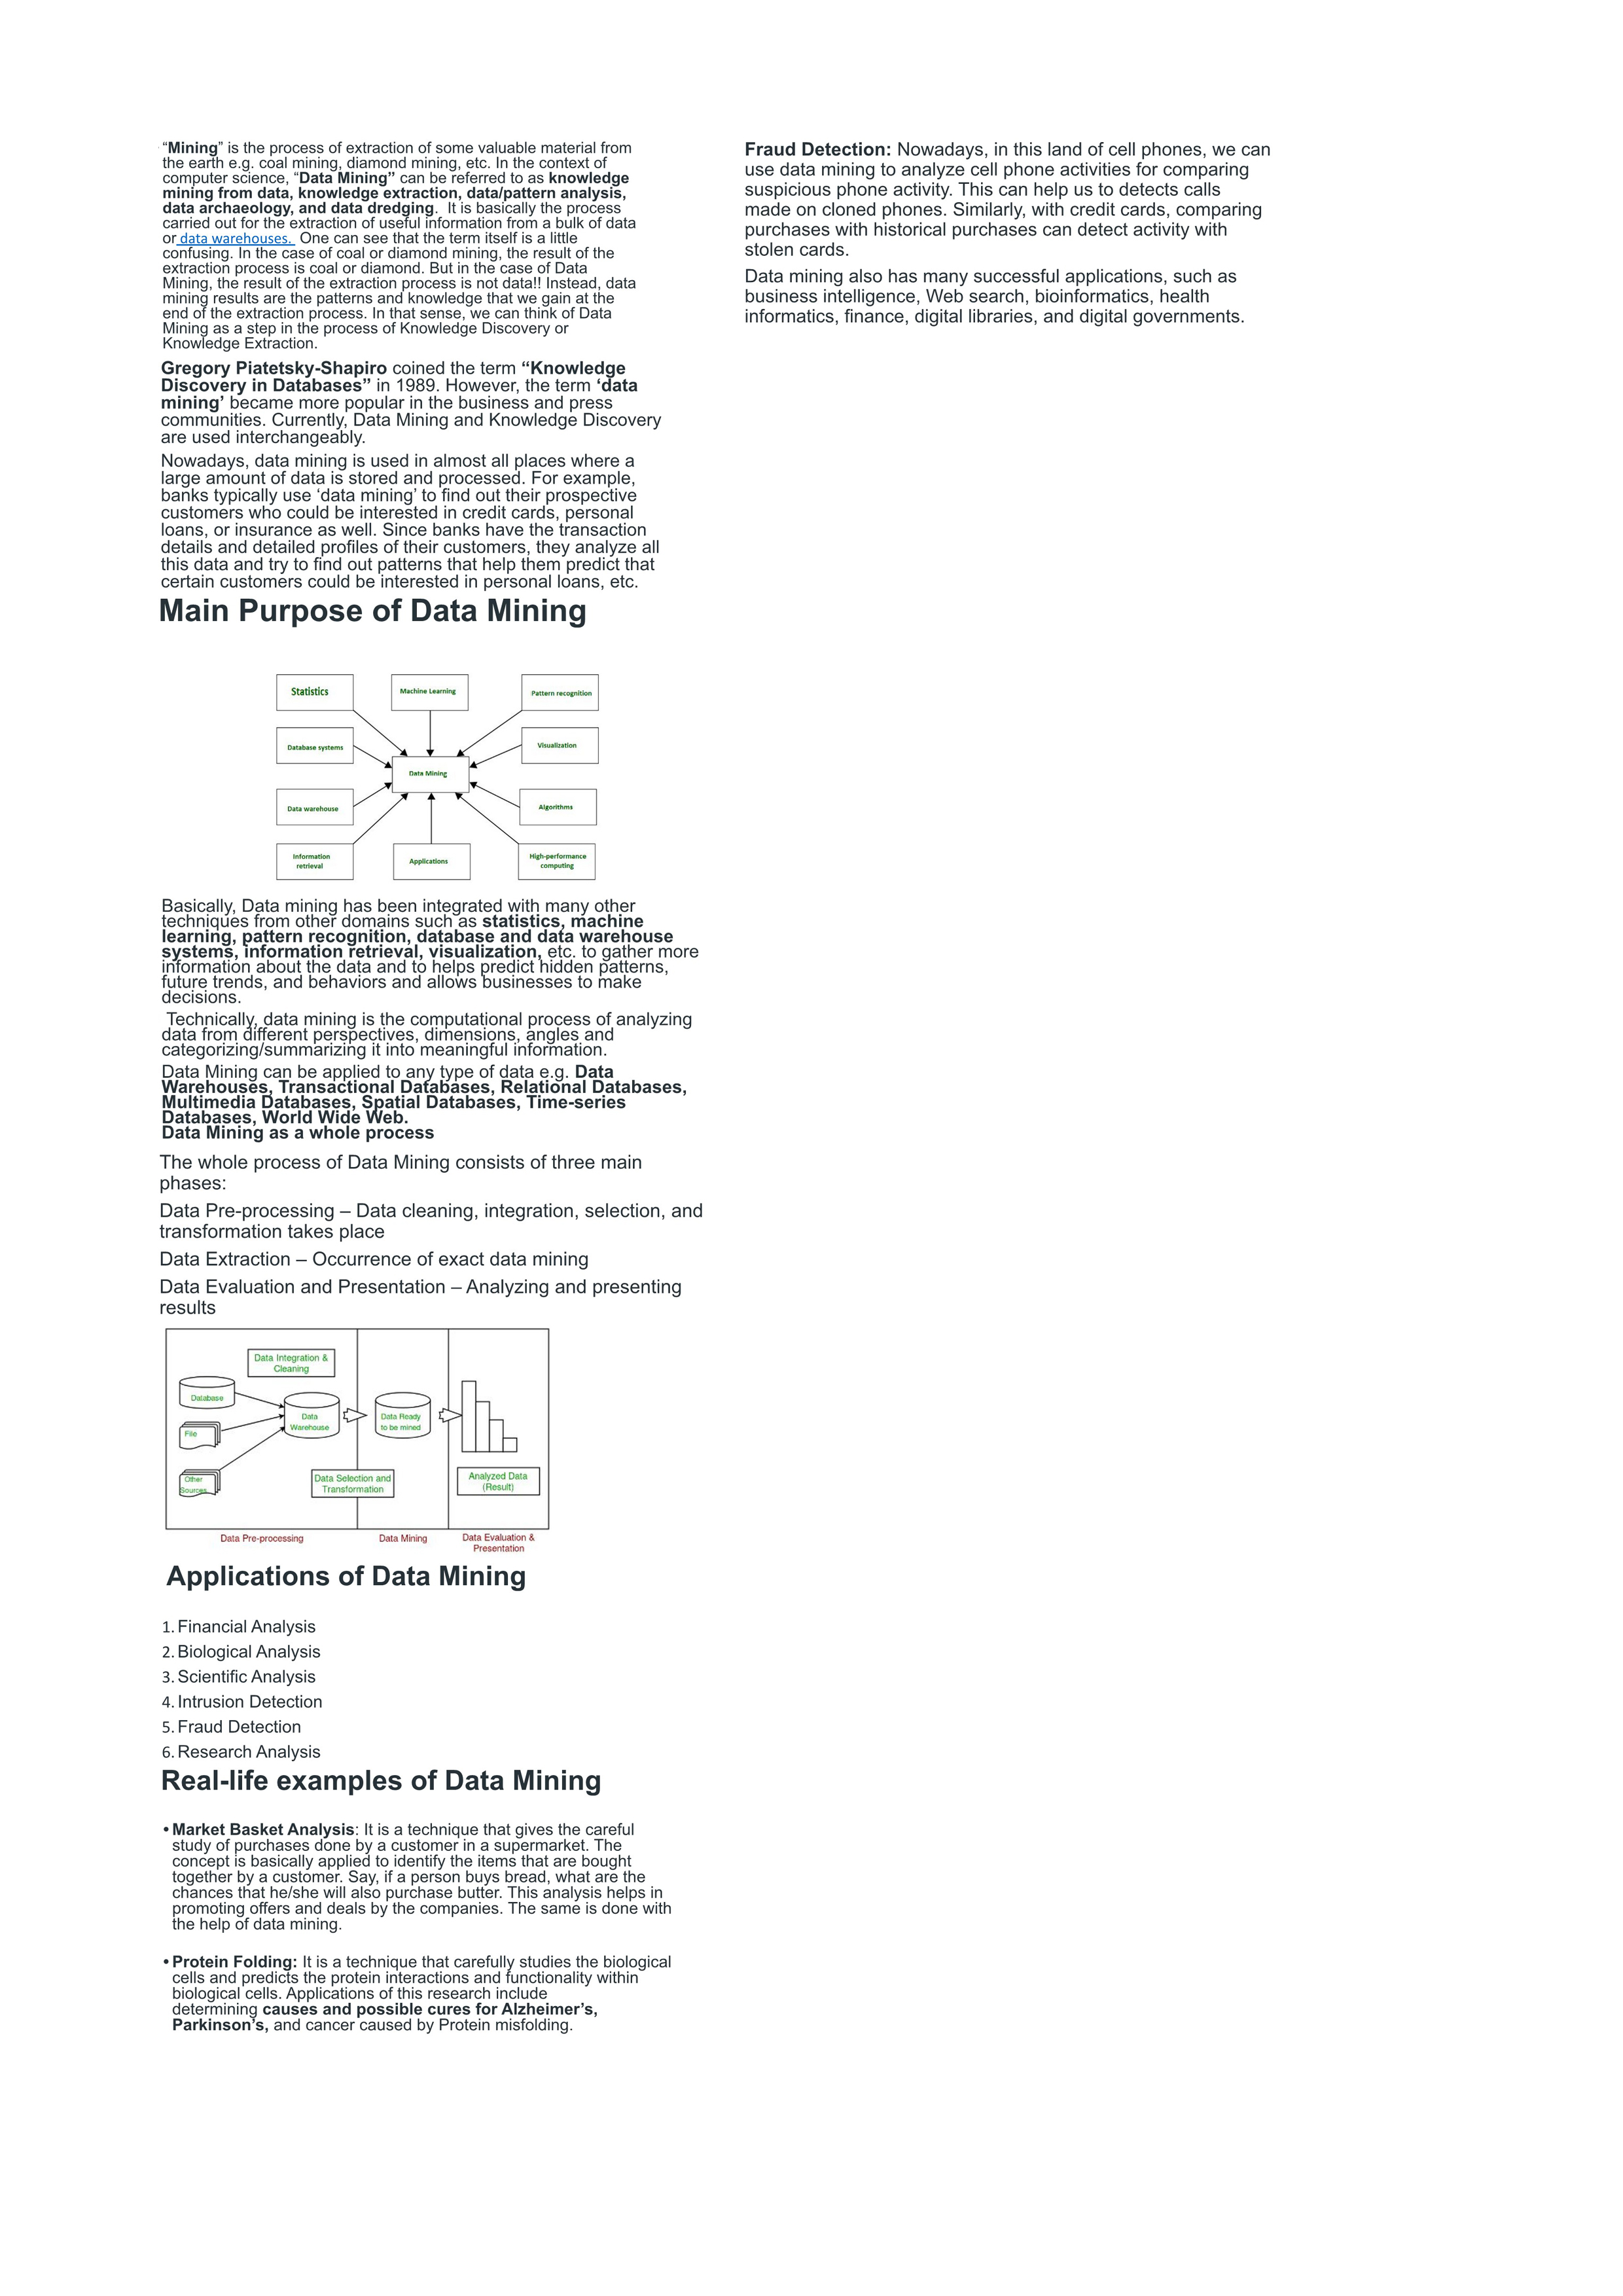 “Mining” is the process of extraction of some valuable material from
the earth e.g. coal mining, diamond mining, etc. In the context of
computer science, “Data Mining” can be referred to as knowledge
mining from data, knowledge extraction, data/pattern analysis,
data archaeology, and data dredging.  It is basically the process
carried out for the extraction of useful information from a bulk of data
or data warehouses.  One can see that the term itself is a little
confusing. In the case of coal or diamond mining, the result of the
extraction process is coal or diamond. But in the case of Data
Mining, the result of the extraction process is not data!! Instead, data
mining results are the patterns and knowledge that we gain at the
end of the extraction process. In that sense, we can think of Data
Mining as a step in the process of Knowledge Discovery or
Knowledge Extraction.
Gregory Piatetsky-Shapiro coined the term “Knowledge
Discovery in Databases” in 1989. However, the term ‘data
mining’ became more popular in the business and press
communities. Currently, Data Mining and Knowledge Discovery
are used interchangeably.
Nowadays, data mining is used in almost all places where a
large amount of data is stored and processed. For example,
banks typically use ‘data mining’ to find out their prospective
customers who could be interested in credit cards, personal
loans, or insurance as well. Since banks have the transaction
details and detailed profiles of their customers, they analyze all
this data and try to find out patterns that help them predict that
certain customers could be interested in personal loans, etc.
Main Purpose of Data Mining
Statistics
Machine Learning
Pattern recognition
Database systems
Visualization
Data Mining
Data warehouse
Algorithms
Information
retrieval
Applications
High-performance
computing
Basically, Data mining has been integrated with many other
techniques from other domains such as statistics, machine
learning, pattern recognition, database and data warehouse
systems, information retrieval, visualization, etc. to gather more
information about the data and to helps predict hidden patterns,
future trends, and behaviors and allows businesses to make
decisions.
Technically, data mining is the computational process of analyzing
data from different perspectives, dimensions, angles and
categorizing/summarizing it into meaningful information.
Data Mining can be applied to any type of data e.g. Data
Warehouses, Transactional Databases, Relational Databases,
Multimedia Databases, Spatial Databases, Time-series
Databases, World Wide Web.
Data Mining as a whole process
The whole process of Data Mining consists of three main
phases:
Data Pre-processing – Data cleaning, integration, selection, and
transformation takes place
Data Extraction – Occurrence of exact data mining
Data Evaluation and Presentation – Analyzing and presenting
results
Data Integration &
Cleaning
Database
Data
Warehouse
Data Ready
to be mined
File
Other
Sources
Data Selection and
Transformation
Analyzed Data
(Result)
Data Pre-processing
Data Mining
Data Evaluation &
Presentation
Applications of Data Mining
1. Financial Analysis
2. Biological Analysis
3. Scientific Analysis
4. Intrusion Detection
5. Fraud Detection
6. Research Analysis
Real-life examples of Data Mining
• Market Basket Analysis: It is a technique that gives the careful
study of purchases done by a customer in a supermarket. The
concept is basically applied to identify the items that are bought
together by a customer. Say, if a person buys bread, what are the
chances that he/she will also purchase butter. This analysis helps in
promoting offers and deals by the companies. The same is done with
the help of data mining.
• Protein Folding: It is a technique that carefully studies the biological
cells and predicts the protein interactions and functionality within
biological cells. Applications of this research include
determining causes and possible cures for Alzheimer’s,
Parkinson’s, and cancer caused by Protein misfolding.
Fraud Detection: Nowadays, in this land of cell phones, we can
use data mining to analyze cell phone activities for comparing
suspicious phone activity. This can help us to detects calls
made on cloned phones. Similarly, with credit cards, comparing
purchases with historical purchases can detect activity with
stolen cards.
Data mining also has many successful applications, such as
business intelligence, Web search, bioinformatics, health
informatics, finance, digital libraries, and digital governments.